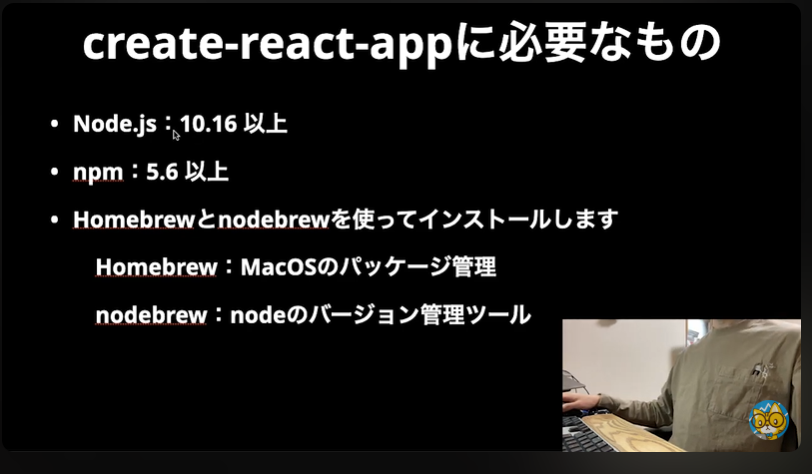 create-react-appに必要なもの
• Node.js：10.16 以上
• npm：5.6 以上
• Homebrewとnodebrewを使ってインストールします
Homebrew：MacOSのパッケージ管理
nodebrew：nodeのバージョン管理ツール